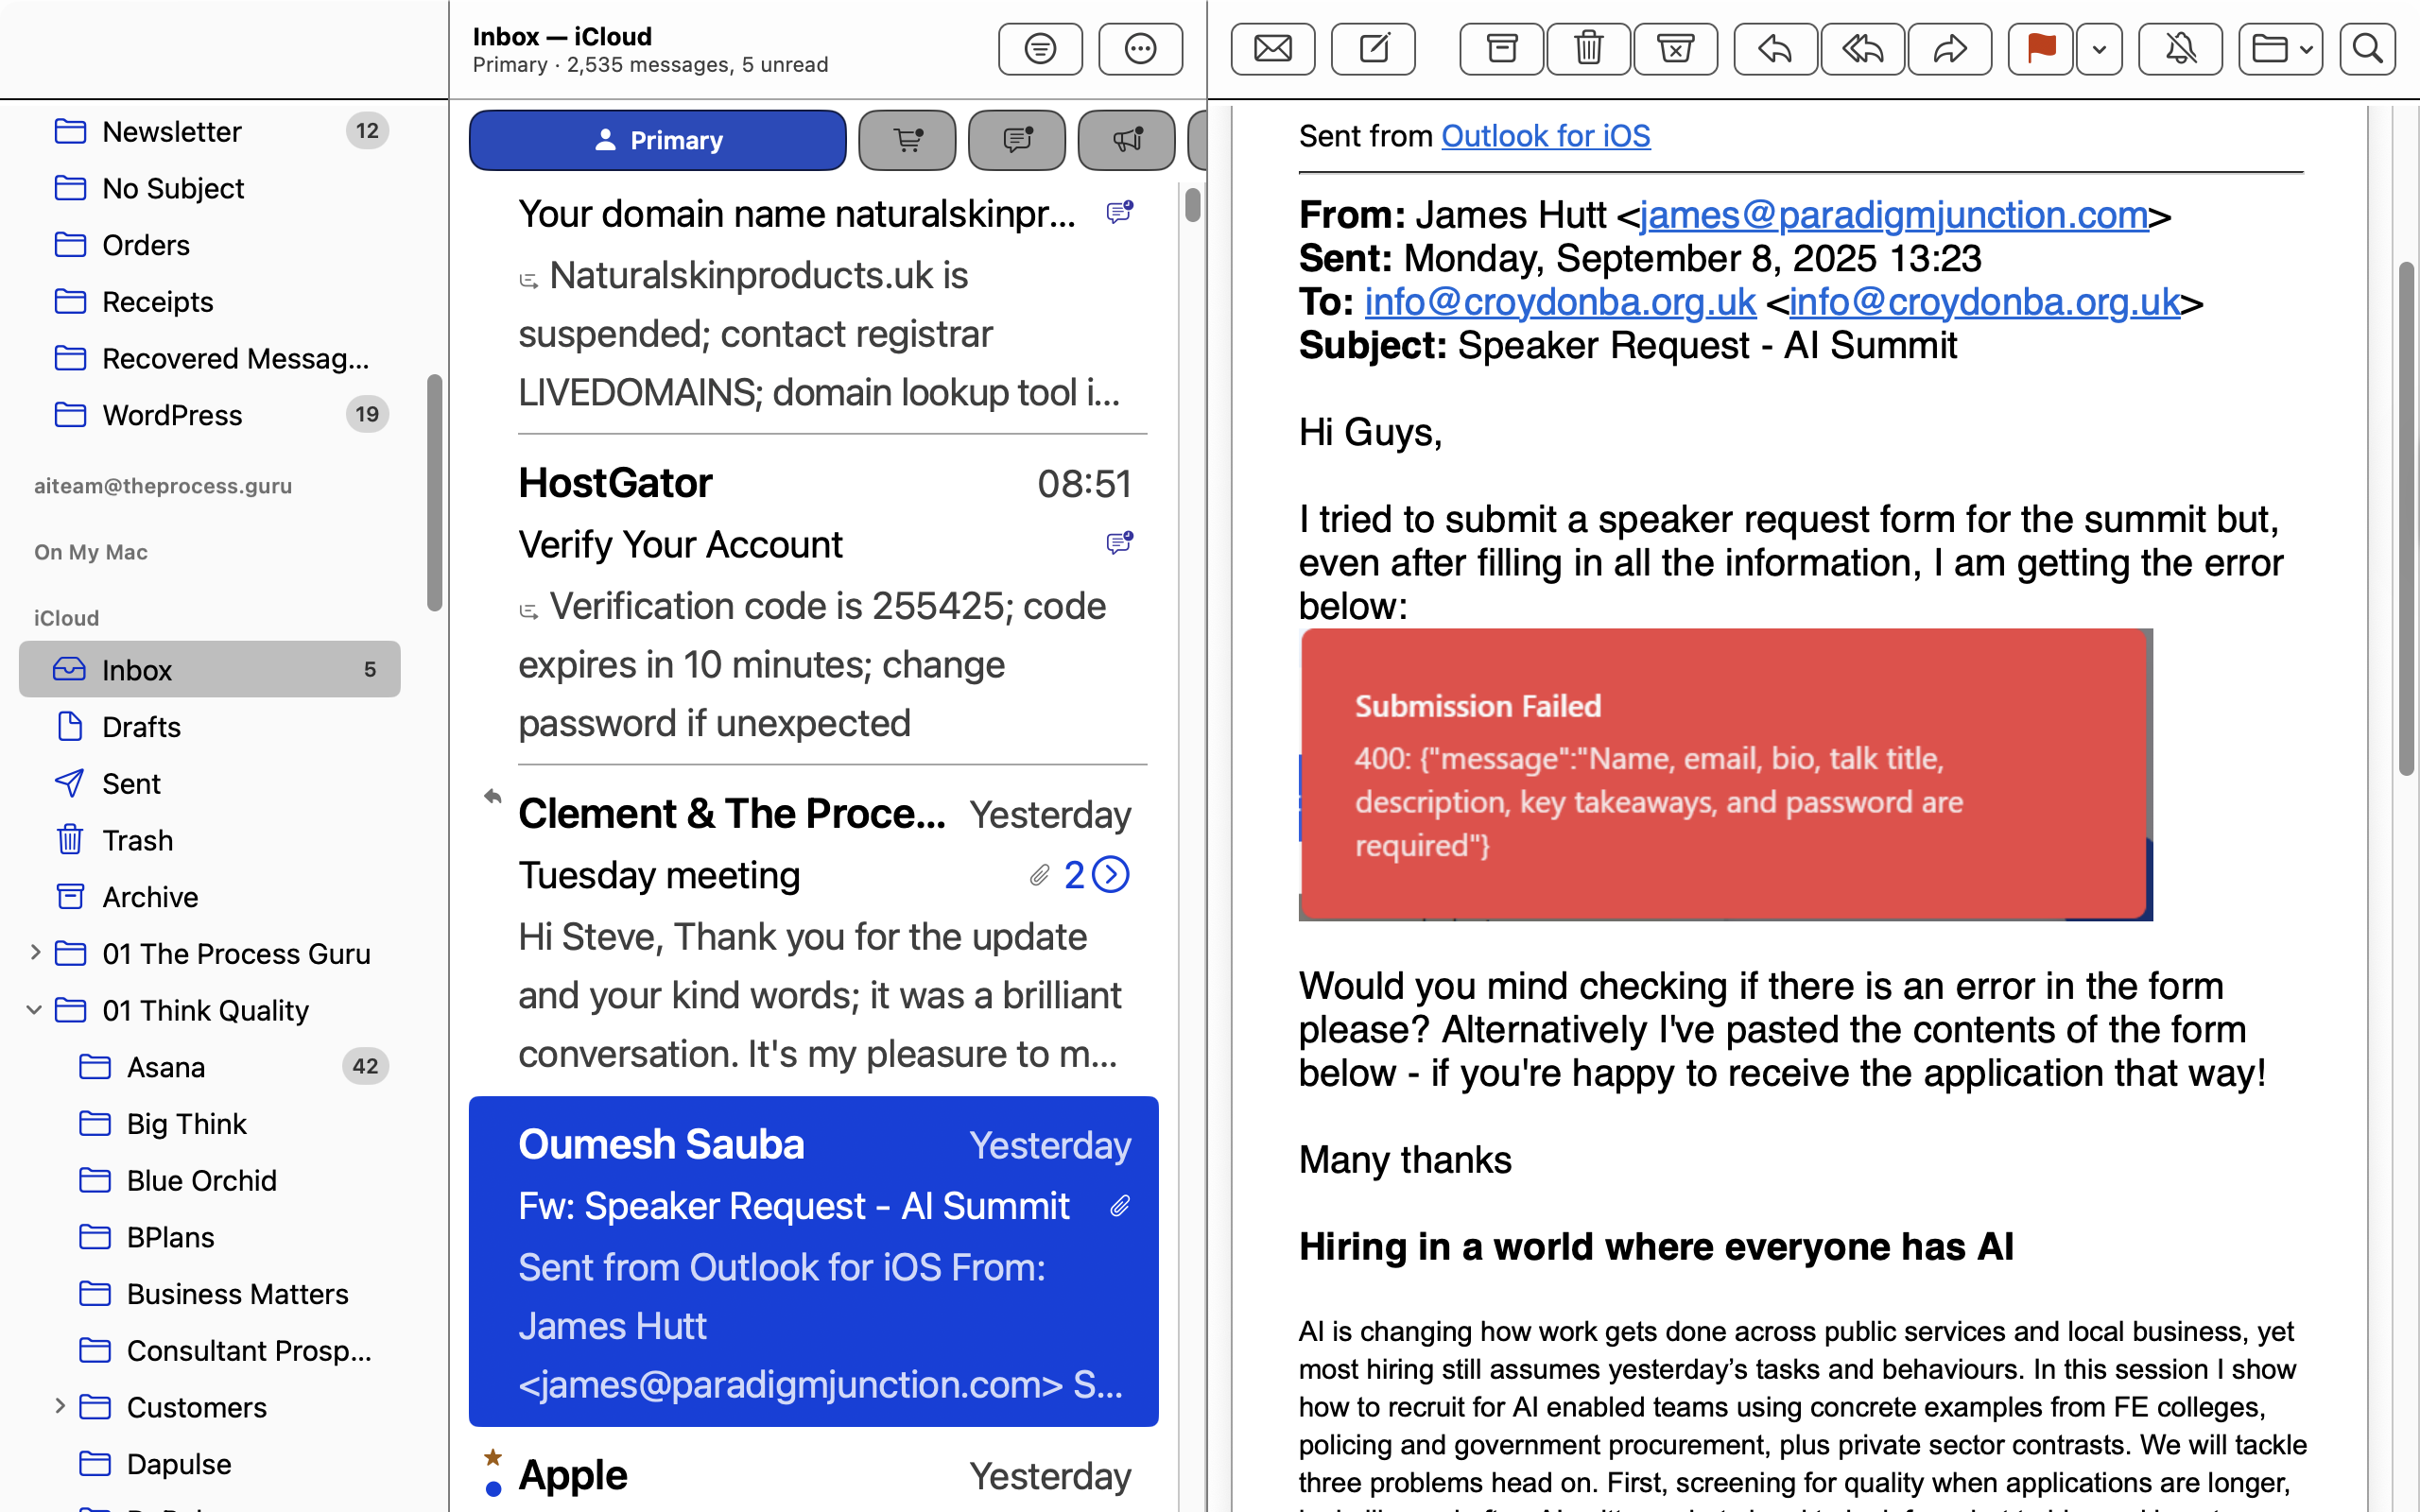 Newsletter 12
No Subject
Orders
Receipts
Recovered Messag...
WordPress 19
aiteam@theprocess.guru
On My Mac
iCloud
Inbox 5
Drafts
Sent
Trash
Archive
01 The Process Guru
01 Think Quality
Asana 42
Big Think
Blue Orchid
BPlans
Business Matters
Consultant Prosp...
Customers
Dapulse
Inbox — iCloud
Primary · 2,535 messages, 5 unread
Primary
Your domain name naturalskinpr...
Naturalskinproducts.uk is
suspended; contact registrar
LIVEDOMAINS; domain lookup tool i...
HostGator 08:51
Verify Your Account
Verification code is 255425; code
expires in 10 minutes; change
password if unexpected
Clement & The Proce... Yesterday
Tuesday meeting 2
Hi Steve, Thank you for the update
and your kind words; it was a brilliant
conversation. It's my pleasure to m...
Oumesh Sauba Yesterday
Fw: Speaker Request - AI Summit
Sent from Outlook for iOS From:
James Hutt
<james@paradigmjunction.com> S...
Apple Yesterday
Sent from Outlook for iOS
From: James Hutt <james@paradigmjunction.com>
Sent: Monday, September 8, 2025 13:23
To: info@croydonba.org.uk <info@croydonba.org.uk>
Subject: Speaker Request - AI Summit
Hi Guys,
I tried to submit a speaker request form for the summit but,
even after filling in all the information, I am getting the error
below:
Submission Failed
400: {"message":"Name, email, bio, talk title,
description, key takeaways, and password are
required"}
Would you mind checking if there is an error in the form
please? Alternatively I've pasted the contents of the form
below - if you're happy to receive the application that way!
Many thanks
Hiring in a world where everyone has AI
AI is changing how work gets done across public services and local business, yet
most hiring still assumes yesterday’s tasks and behaviours. In this session I show
how to recruit for AI enabled teams using concrete examples from FE colleges,
policing and government procurement, plus private sector contrasts. We will tackle
three problems head on. First, screening for quality when applications are longer,